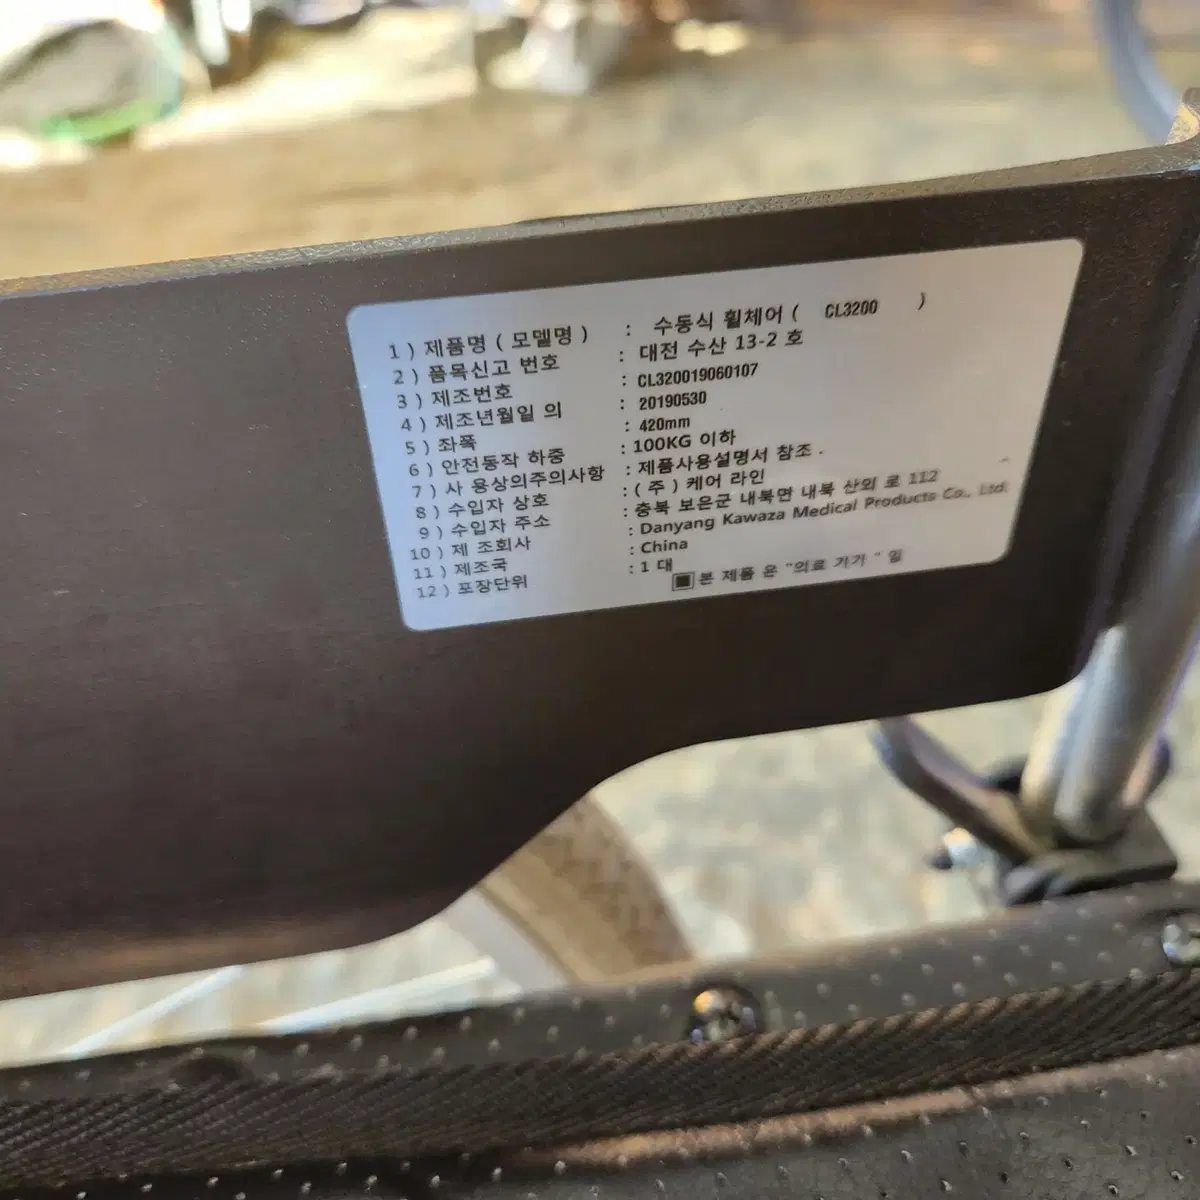 1 ) 제품명 ( 모델명 ) : 수동식 휠체어 ( CL3200 )
2 ) 품목신고 번호 : 대전 수산 13-2 호
3 ) 제조번호 : CL320019060107
4 ) 제조년월일 의 : 20190530
5 ) 좌폭 : 420mm
6 ) 안전동작 하중 : 100KG 이하
7 ) 사 용상의주의사항 : 제품사용설명서 참조 .
8 ) 수입자 상호 : ( 주 ) 케어 라인
9 ) 수입자 주소 : 충북 보은군 내북면 내북 산외 로 112
10 ) 제 조회사 : Danyang Kawaza Medical Products Co., Ltd.
11 ) 제조국 : China
12 ) 포장단위 : 1 대
본 제품 은 "의료 가가 " 일